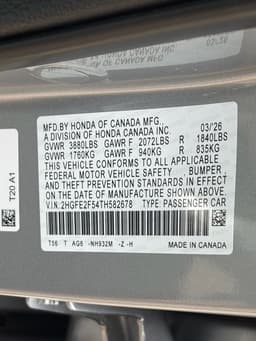 MFD.BY HONDA OF CANADA MFG., 03/26
A DIVISION OF HONDA CANADA INC.
GVWR 3880LBS GAWR F 2072LBS R 1840LBS
GVWR 1760KG GAWR F 940KG R 835KG
THIS VEHICLE CONFORMS TO ALL APPLICABLE
FEDERAL MOTOR VEHICLE SAFETY , BUMPER ,
AND THEFT PREVENTION STANDARDS IN EFFECT ON
THE DATE OF MANUFACTURE SHOWN ABOVE.
V.I.N:2HGFE2F54TH582678 TYPE:PASSENGER CAR
T56 T AG6 -NH932M -Z -H MADE IN CANADA
T20 A1